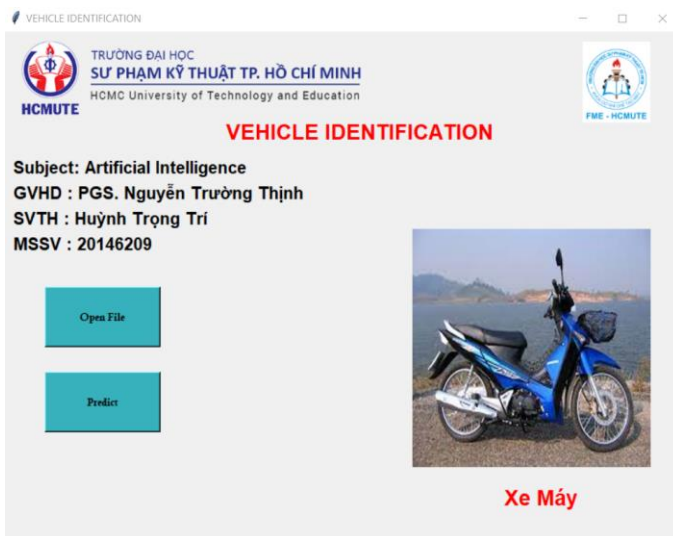 VEHICLE IDENTIFICATION
TRƯỜNG ĐẠI HỌC
SƯ PHẠM KỸ THUẬT TP. HỒ CHÍ MINH
HCMC University of Technology and Education
HCMUTE
FME - HCMUTE
VEHICLE IDENTIFICATION
Subject: Artificial Intelligence
GVHD : PGS. Nguyễn Trường Thịnh
SVTH : Huỳnh Trọng Trí
MSSV : 20146209
Open File
Predict
Xe Máy